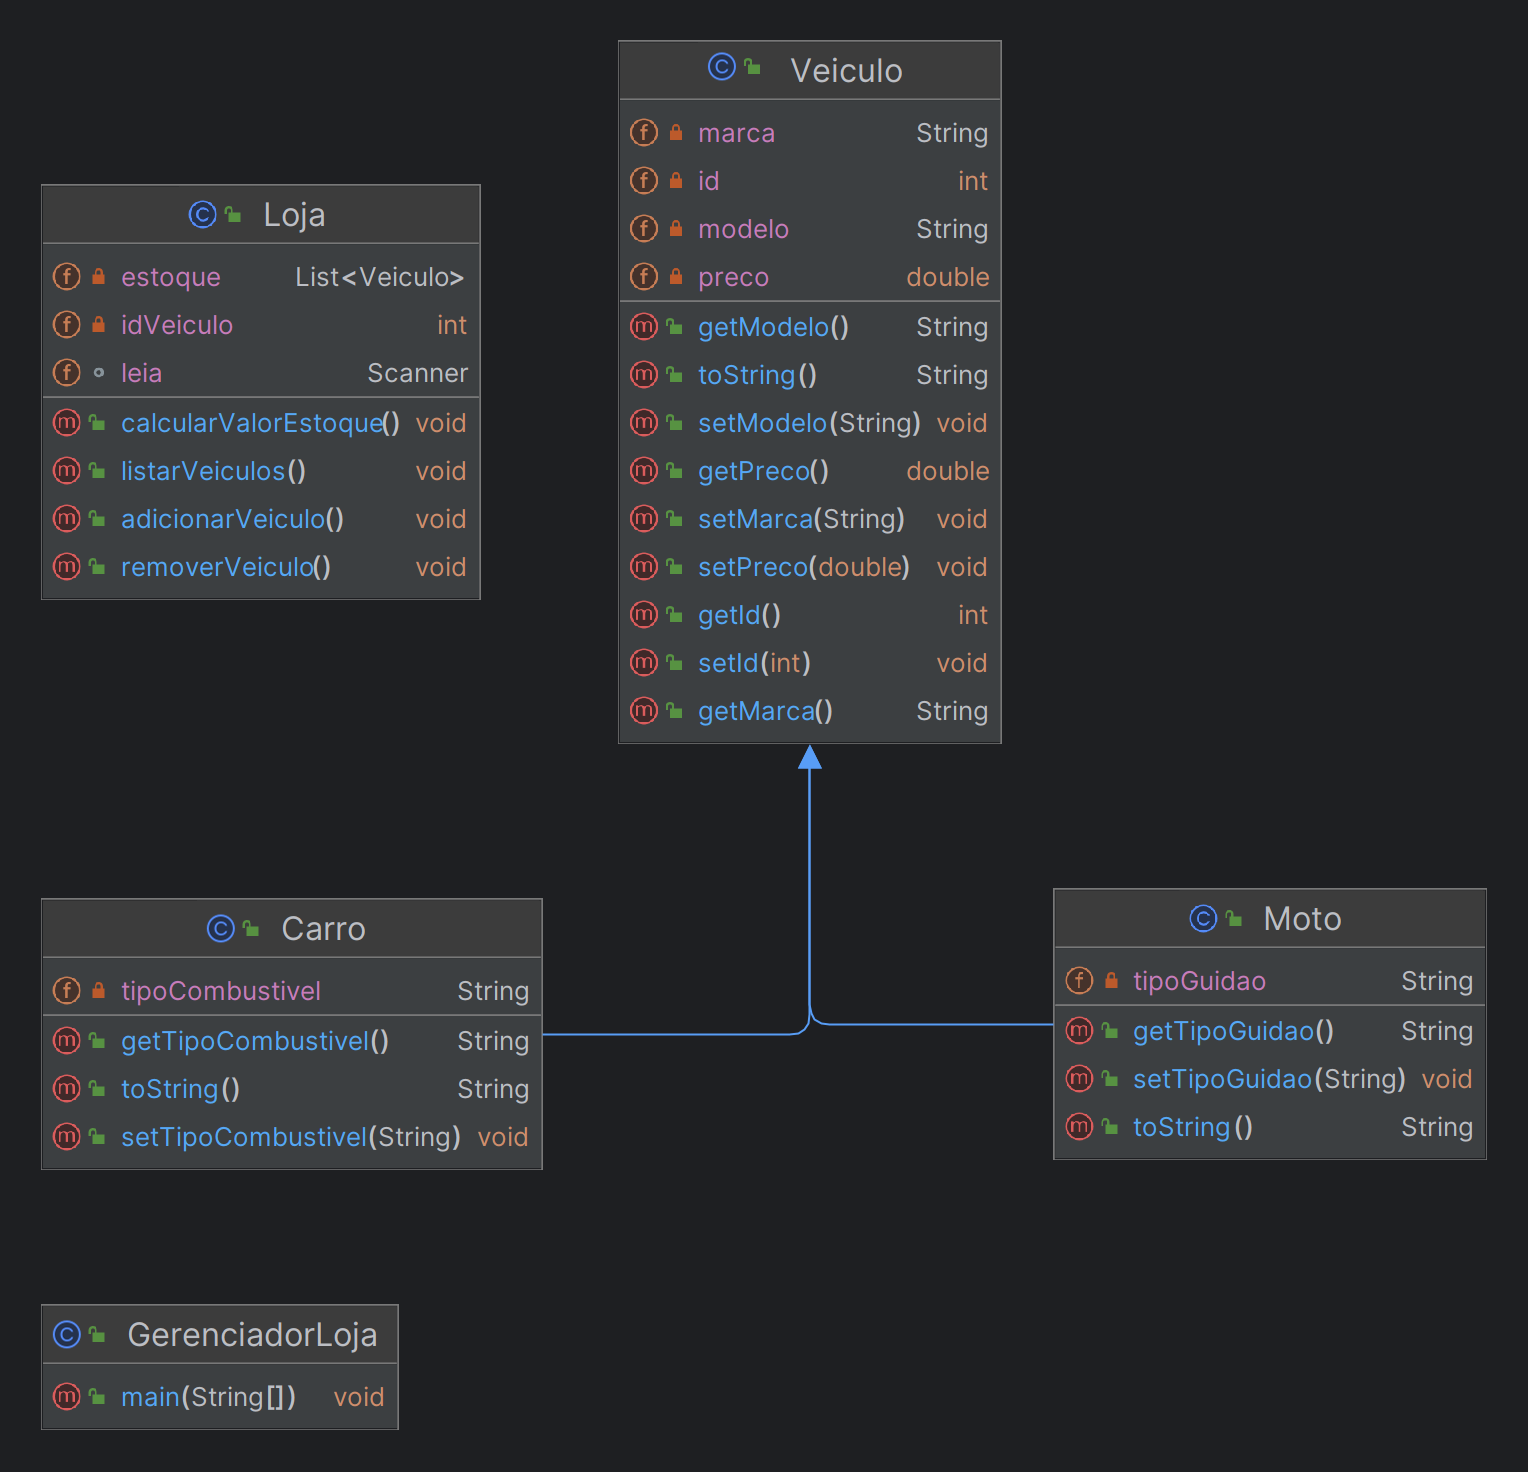 Veiculo
marca String
id int
modelo String
preco double
getModelo() String
toString() String
setModelo(String) void
getPreco() double
setMarca(String) void
setPreco(double) void
getId() int
setId(int) void
getMarca() String
Loja
estoque List<Veiculo>
idVeiculo int
leia Scanner
calcularValorEstoque() void
listarVeiculos() void
adicionarVeiculo() void
removerVeiculo() void
Carro
tipoCombustivel String
getTipoCombustivel() String
toString() String
setTipoCombustivel(String) void
Moto
tipoGuidao String
getTipoGuidao() String
setTipoGuidao(String) void
toString() String
GerenciadorLoja
main(String[]) void